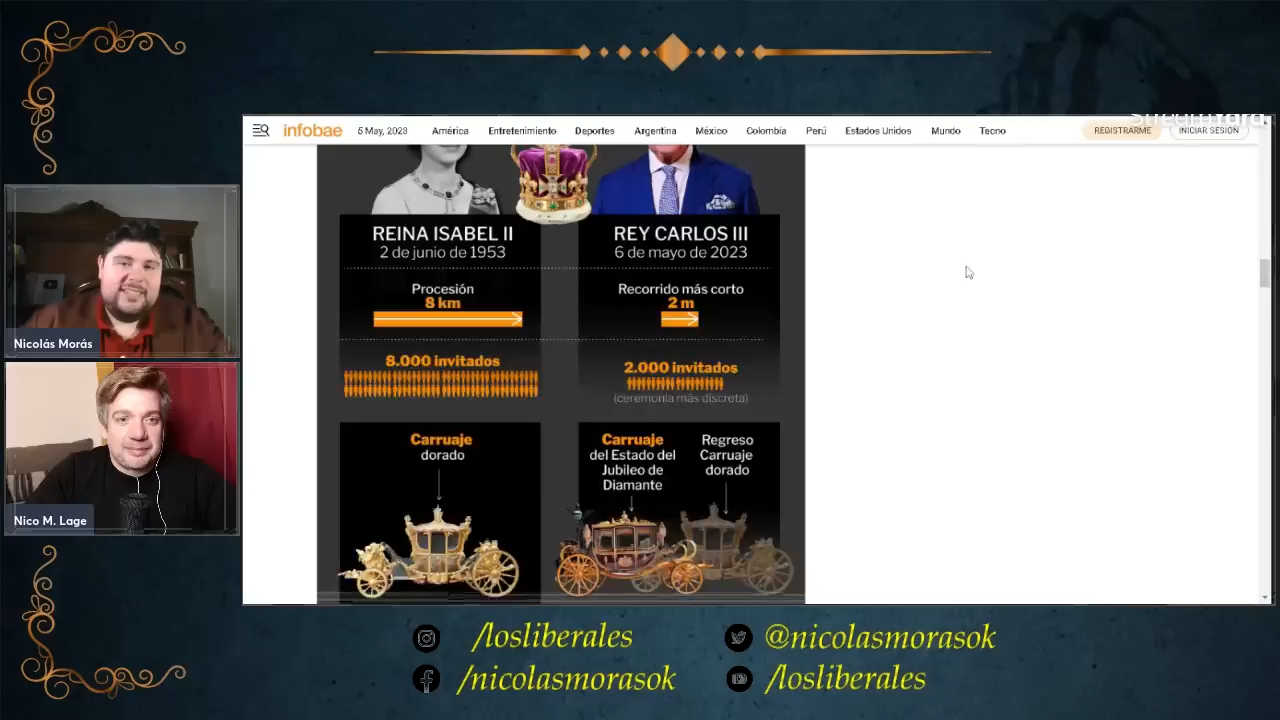 StreamYard
infobae
6 May, 2023
América
Entretenimiento
Deportes
Argentina
México
Colombia
Perú
Estados Unidos
Mundo
Tecno
REGISTRARME
INICIAR SESIÓN
REINA ISABEL II
2 de junio de 1953
REY CARLOS III
6 de mayo de 2023
Procesión
8 km
Recorrido más corto
2 m
8.000 invitados
2.000 invitados
(ceremonia más discreta)
Carruaje
dorado
Carruaje
del Estado del
Jubileo de
Diamante
Regreso
Carruaje
dorado
Nicolás Morás
Nico M. Lage
/losliberales
@nicolasmorasok
/nicolasmorasok
/losliberales